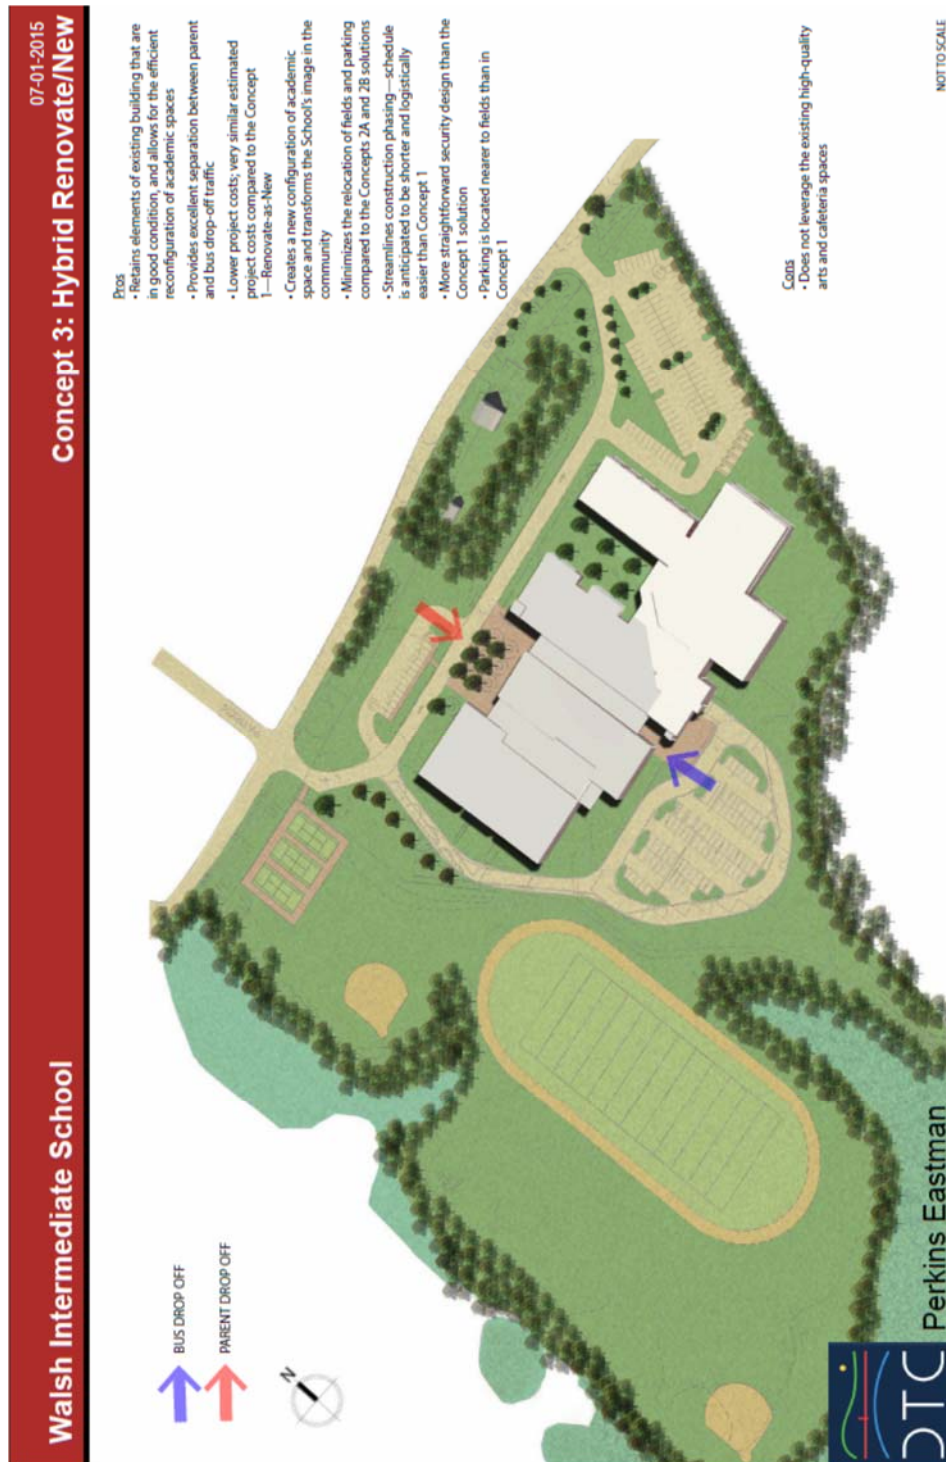 Walsh Intermediate School
07-01-2015
Concept 3: Hybrid Renovate/New
BUS DROP OFF
PARENT DROP OFF
N
Pros
• Retains elements of existing building that are
in good condition, and allows for the efficient
reconfiguration of academic spaces
• Provides excellent separation between parent
and bus drop-off traffic
• Lower project costs; very similar estimated
project costs compared to the Concept
1—Renovate-as-New
• Creates a new configuration of academic
space and transforms the School's image in the
community
• Minimizes the relocation of fields and parking
compared to the Concepts 2A and 2B solutions
• Streamlines construction phasing—schedule
is anticipated to be shorter and logistically
easier than Concept 1
• More straightforward security design than the
Concept 1 solution
• Parking is located nearer to fields than in
Concept 1
Cons
• Does not leverage the existing high-quality
arts and cafeteria spaces
DTC
Perkins Eastman
NOT TO SCALE